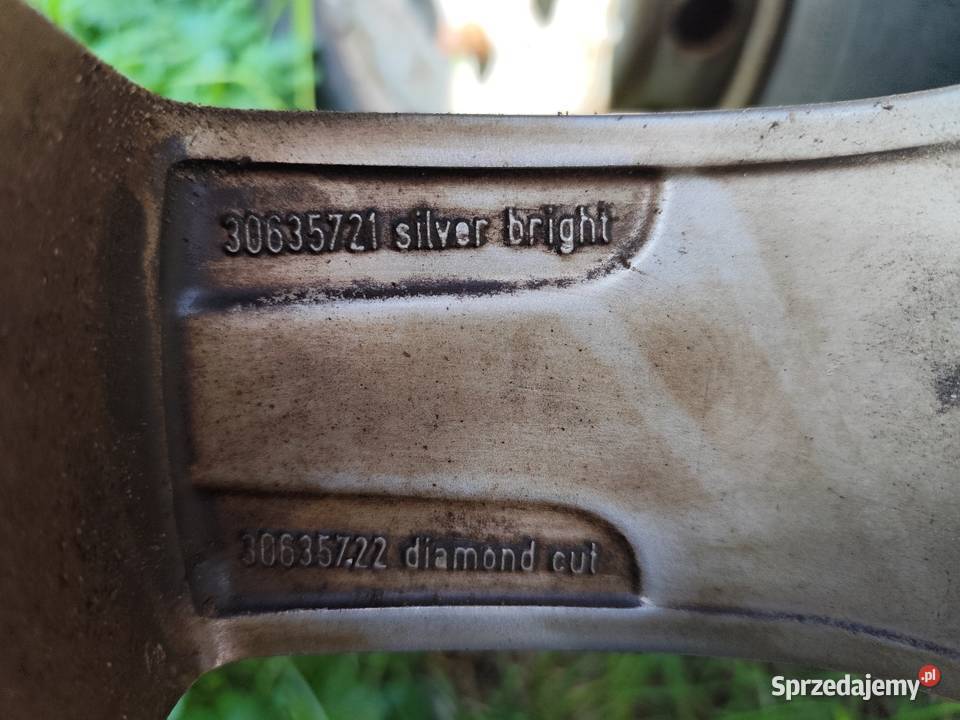 30635721 silver bright
30635722 diamond cut
Sprzedajemy.pl